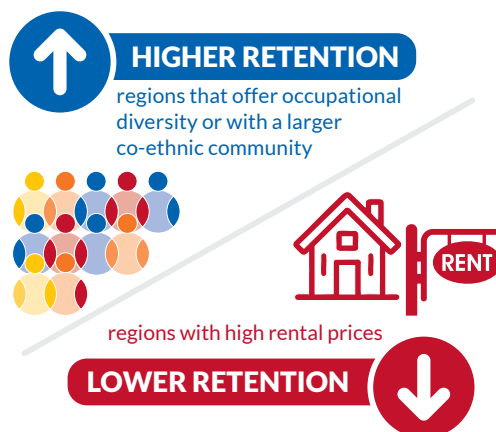 HIGHER RETENTION
regions that offer occupational
diversity or with a larger
co-ethnic community
RENT
regions with high rental prices
LOWER RETENTION